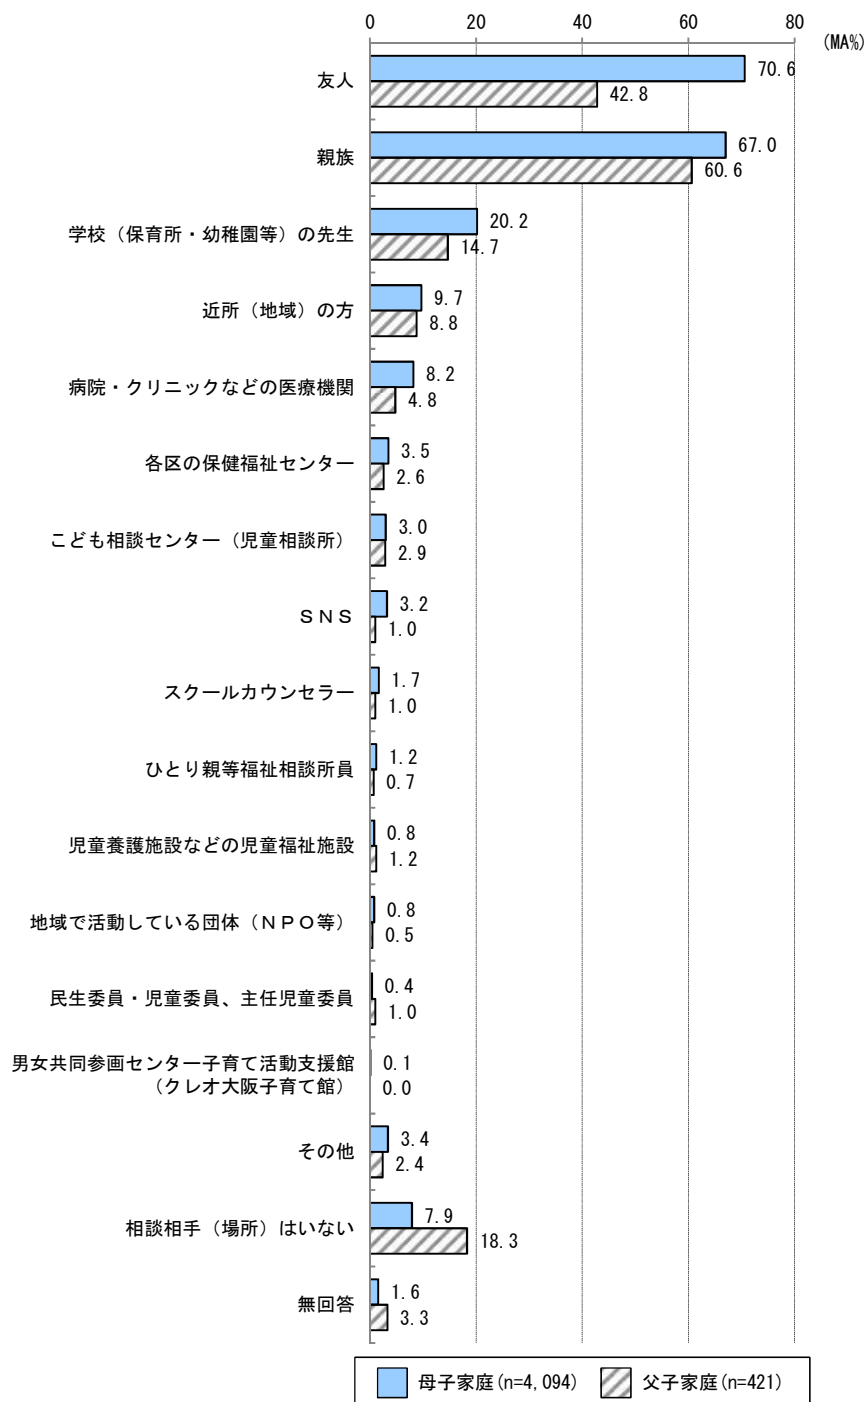 0 20 40 60 80
(MA%)
友人 70.6
42.8
親族 67.0
60.6
学校（保育所・幼稚園等）の先生 20.2
14.7
近所（地域）の方 9.7
8.8
病院・クリニックなどの医療機関 8.2
4.8
各区の保健福祉センター 3.5
2.6
こども相談センター（児童相談所） 3.0
2.9
ＳＮＳ 3.2
1.0
スクールカウンセラー 1.7
1.0
ひとり親等福祉相談所員 1.2
0.7
児童養護施設などの児童福祉施設 0.8
1.2
地域で活動している団体（ＮＰＯ等） 0.8
0.5
民生委員・児童委員、主任児童委員 0.4
1.0
男女共同参画センター子育て活動支援館 0.1
（クレオ大阪子育て館） 0.0
その他 3.4
2.4
相談相手（場所）はいない 7.9
18.3
無回答 1.6
3.3
母子家庭(n=4,094) 父子家庭(n=421)